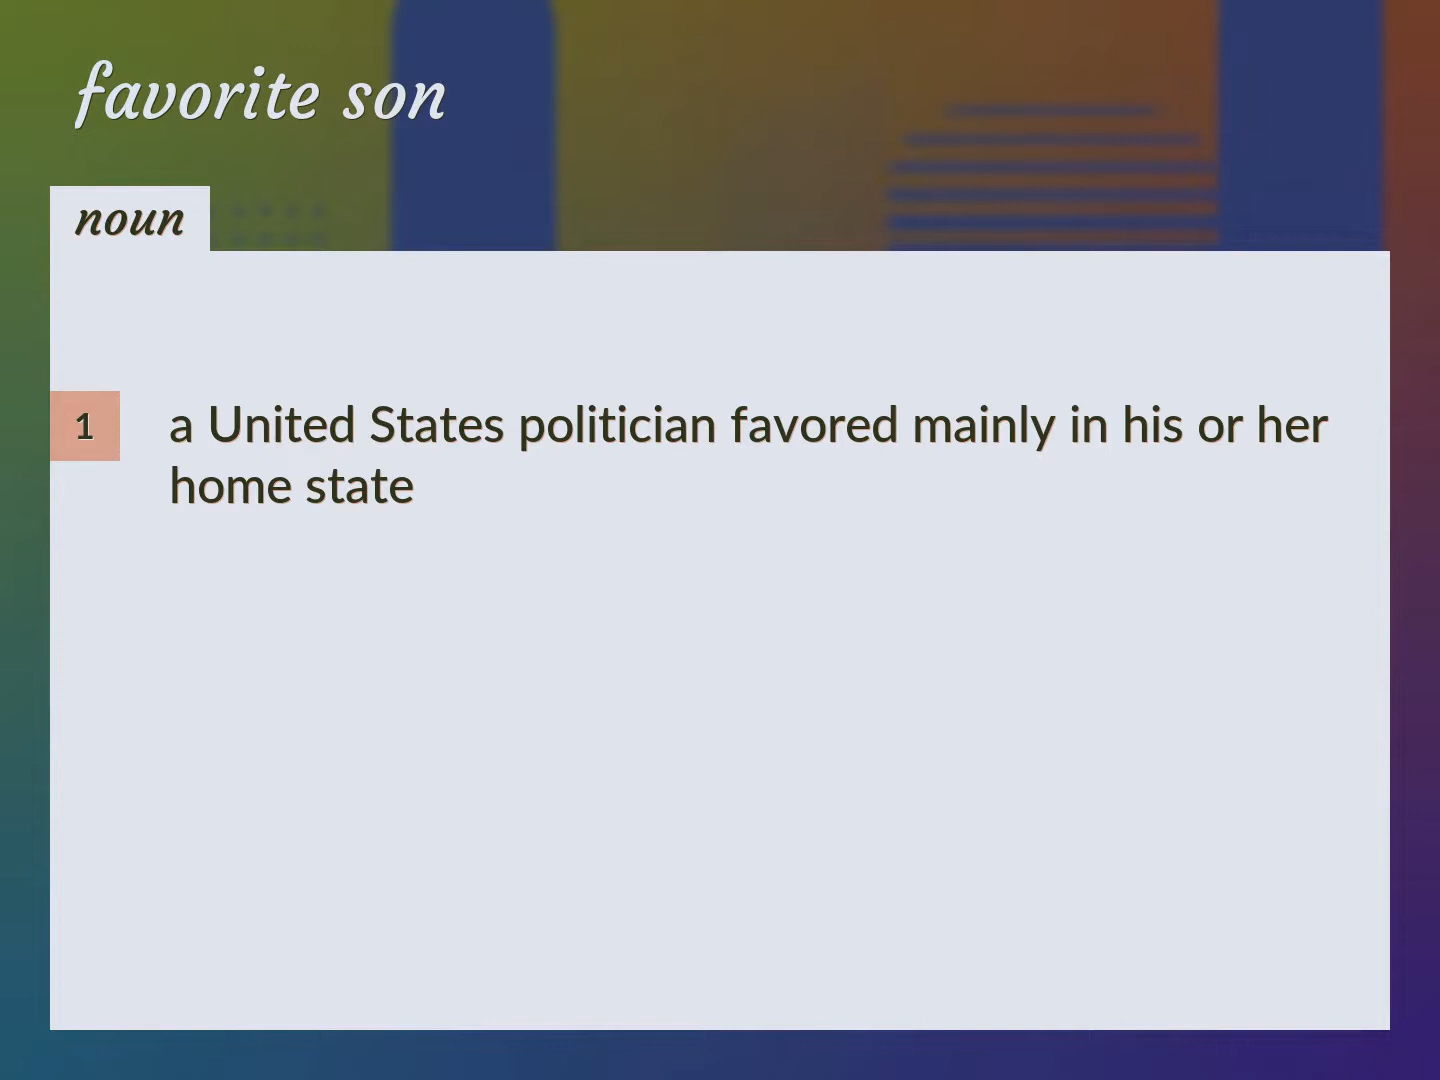 favorite son
noun
1
a United States politician favored mainly in his or her
home state